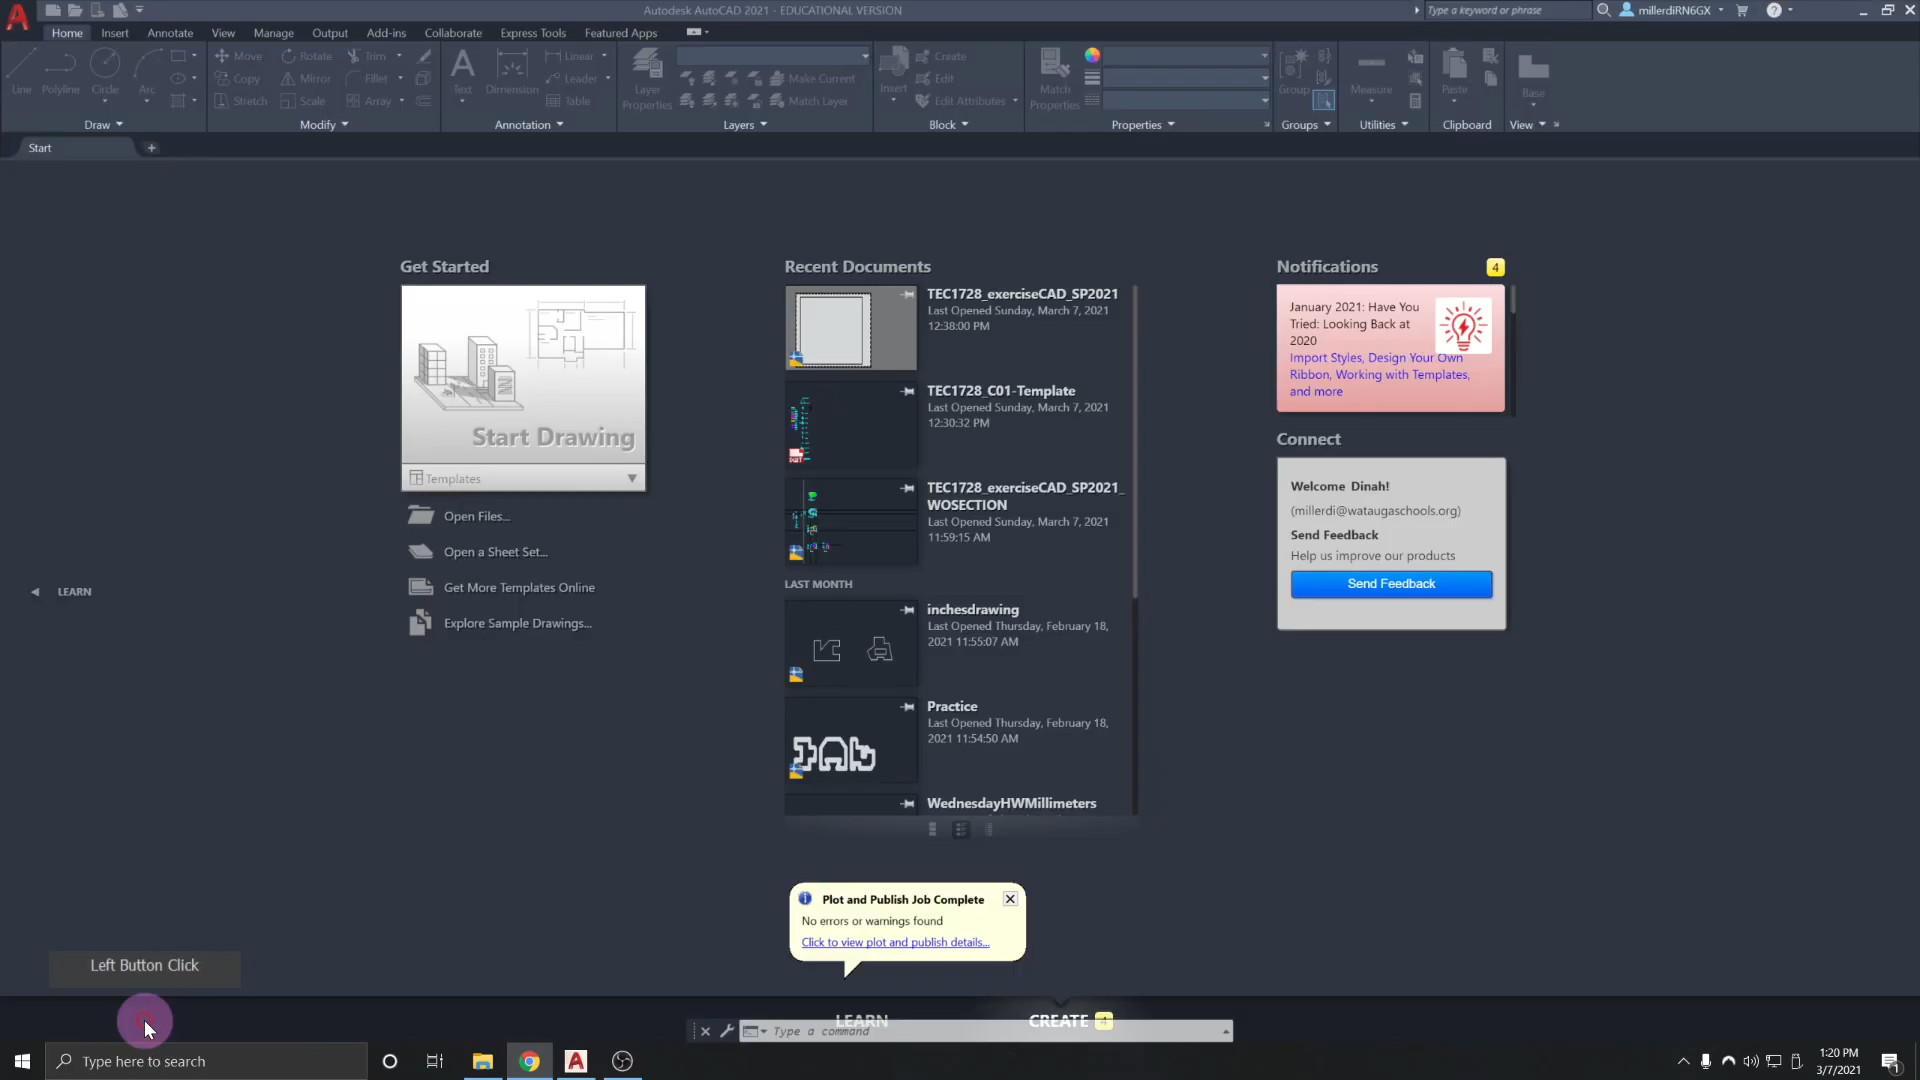 Autodesk AutoCAD 2021 - EDUCATIONAL VERSION
Type a keyword or phrase
millerdiRN6GX
Home Insert Annotate View Manage Output Add-ins Collaborate Express Tools Featured Apps
Line Polyline Circle Arc
Move Rotate Trim
Copy Mirror Fillet
Stretch Scale Array
Text Dimension
Linear
Leader
Table
Layer Properties
Make Current
Match Layer
Insert
Create
Edit
Edit Attributes
Match Properties
Group
Measure
Paste
Base
Draw Modify Annotation Layers Block Properties Groups Utilities Clipboard View
Start
Get Started
Start Drawing
Templates
Open Files...
Open a Sheet Set...
Get More Templates Online
Explore Sample Drawings...
LEARN
Recent Documents
TEC1728_exerciseCAD_SP2021
Last Opened Sunday, March 7, 2021
12:38:00 PM
TEC1728_C01-Template
Last Opened Sunday, March 7, 2021
12:30:32 PM
TEC1728_exerciseCAD_SP2021_
WOSECTION
Last Opened Sunday, March 7, 2021
11:59:15 AM
LAST MONTH
inchesdrawing
Last Opened Thursday, February 18,
2021 11:55:07 AM
Practice
Last Opened Thursday, February 18,
2021 11:54:50 AM
WednesdayHWMillimeters
Notifications 4
January 2021: Have You
Tried: Looking Back at
2020
Import Styles, Design Your Own
Ribbon, Working with Templates,
and more
Connect
Welcome Dinah!
(millerdi@wataugaschools.org)
Send Feedback
Help us improve our products
Send Feedback
Plot and Publish Job Complete
No errors or warnings found
Click to view plot and publish details...
Left Button Click
LEARN CREATE 4
Type a command
Type here to search
1:20 PM
3/7/2021
1